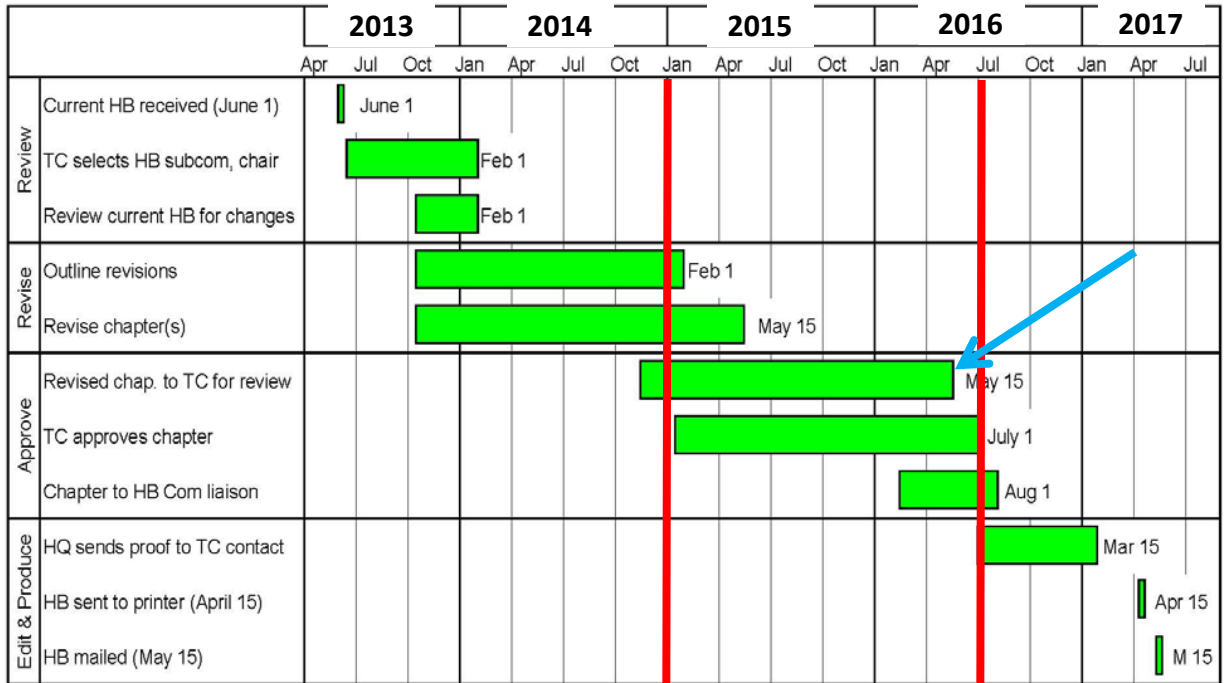 2013 2014 2015 2016 2017
Apr Jul Oct Jan Apr Jul Oct Jan Apr Jul Oct Jan Apr Jul Oct Jan Apr Jul
Review
Current HB received (June 1) June 1
TC selects HB subcom, chair Feb 1
Review current HB for changes Feb 1
Revise
Outline revisions Feb 1
Revise chapter(s) May 15
Approve
Revised chap. to TC for review May 15
TC approves chapter July 1
Chapter to HB Com liaison Aug 1
Edit & Produce
HQ sends proof to TC contact Mar 15
HB sent to printer (April 15) Apr 15
HB mailed (May 15) M 15